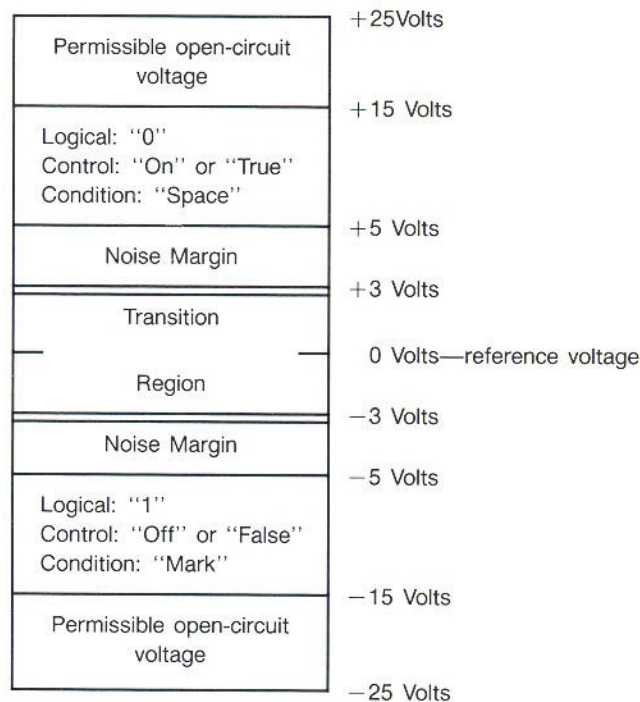 +25Volts
Permissible open-circuit
voltage
+15 Volts
Logical: ‘‘0’’
Control: ‘‘On’’ or ‘‘True’’
Condition: ‘‘Space’’
+5 Volts
Noise Margin
+3 Volts
Transition
0 Volts—reference voltage
Region
−3 Volts
Noise Margin
−5 Volts
Logical: ‘‘1’’
Control: ‘‘Off’’ or ‘‘False’’
Condition: ‘‘Mark’’
−15 Volts
Permissible open-circuit
voltage
−25 Volts